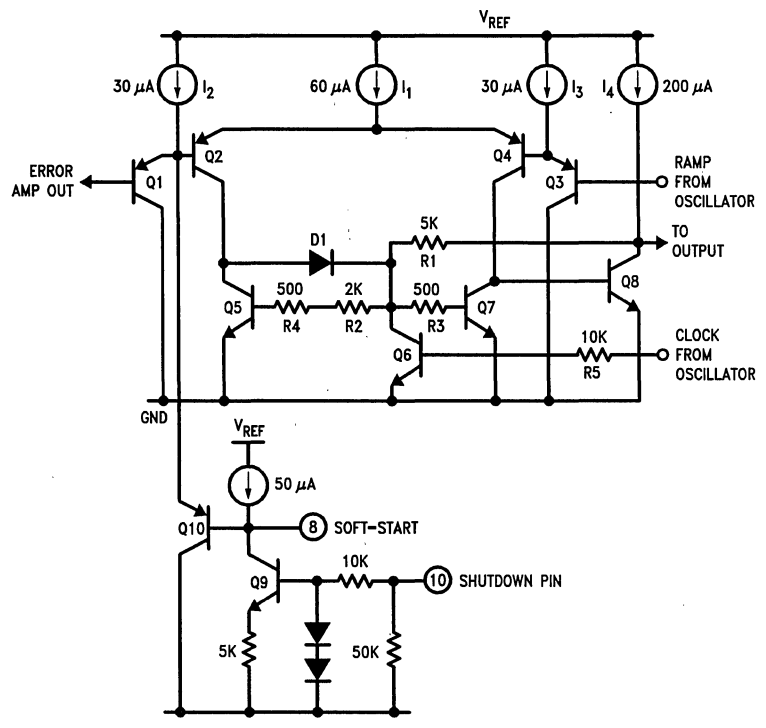 VREF
30 µA I2
60 µA I1
30 µA I3
I4 200 µA
Q2
Q4
ERROR
AMP OUT
Q1
Q3
RAMP
FROM
OSCILLATOR
5K
R1
TO
OUTPUT
D1
Q8
Q5
500
R4
2K
R2
500
R3
Q7
Q6
10K
R5
CLOCK
FROM
OSCILLATOR
GND
VREF
50 µA
Q10
8 SOFT-START
10K
Q9
10 SHUTDOWN PIN
5K
50K